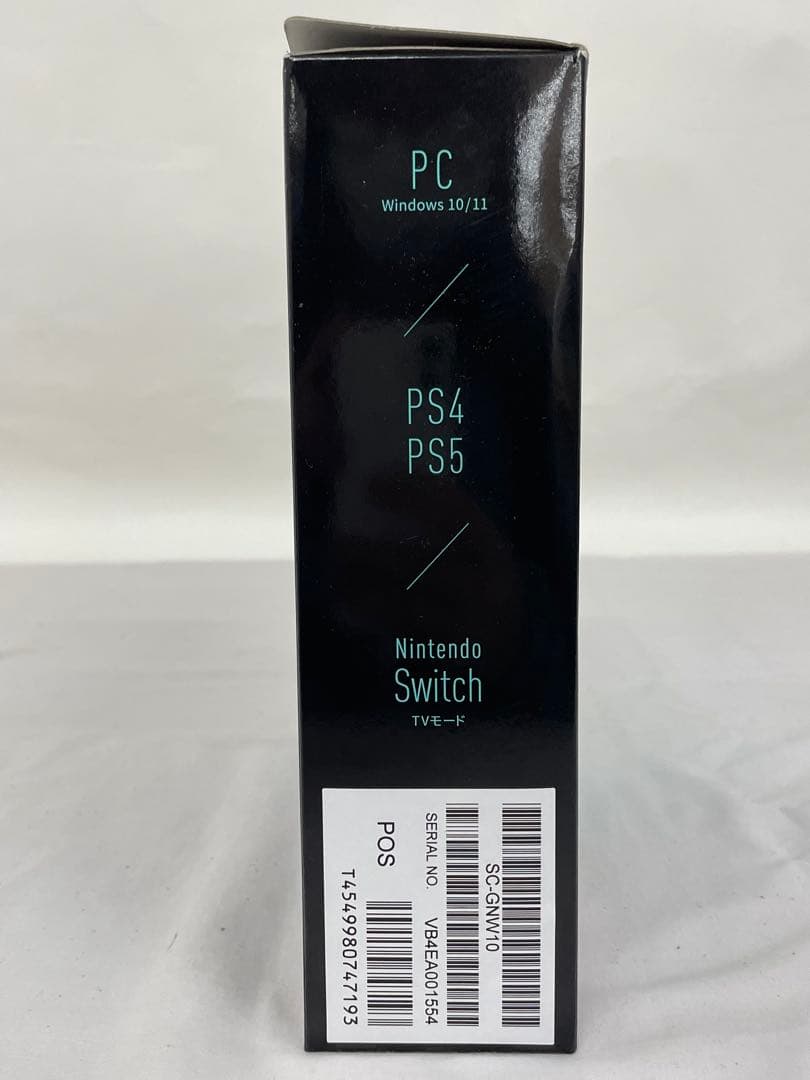 PC
Windows 10/11
PS4
PS5
Nintendo
Switch
TVモード
SC-GNW10
SERIAL NO. VB4EA001554
POS
T4549980747193